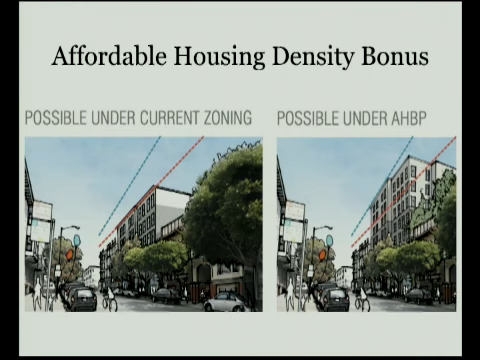 Affordable Housing Density Bonus
POSSIBLE UNDER CURRENT ZONING
POSSIBLE UNDER AHBP